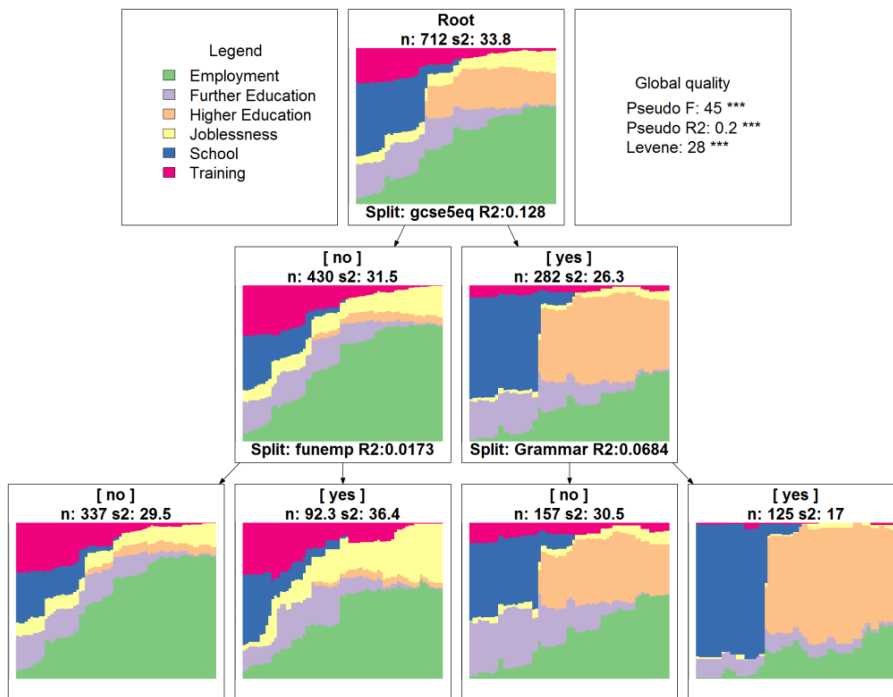 Legend
Employment
Further Education
Higher Education
Joblessness
School
Training
Root
n: 712 s2: 33.8
Split: gcse5eq R2:0.128
Global quality
Pseudo F: 45 ***
Pseudo R2: 0.2 ***
Levene: 28 ***
[ no ]
n: 430 s2: 31.5
Split: funemp R2:0.0173
[ yes ]
n: 282 s2: 26.3
Split: Grammar R2:0.0684
[ no ]
n: 337 s2: 29.5
[ yes ]
n: 92.3 s2: 36.4
[ no ]
n: 157 s2: 30.5
[ yes ]
n: 125 s2: 17